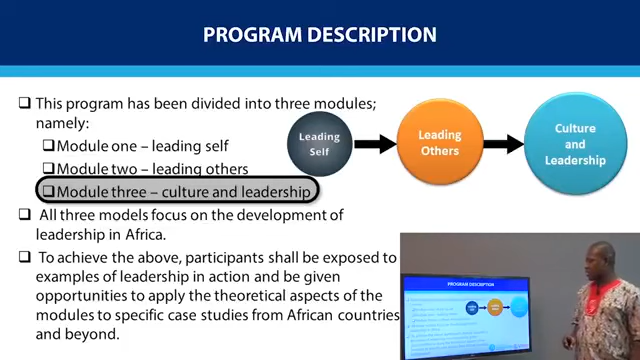 PROGRAM DESCRIPTION
This program has been divided into three modules;
namely:
Module one – leading self
Module two – leading others
Module three – culture and leadership
All three models focus on the development of
leadership in Africa.
To achieve the above, participants shall be exposed to
examples of leadership in action and be given
opportunities to apply the theoretical aspects of the
modules to specific case studies from African countries
and beyond.
Leading
Self
Leading
Others
Culture
and
Leadership
PROGRAM DESCRIPTION